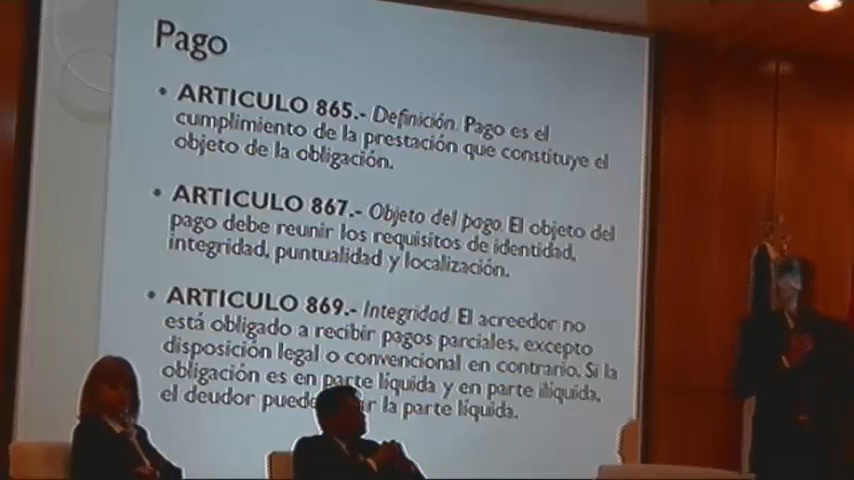 Pago
• ARTICULO 865.- Definición. Pago es el
cumplimiento de la prestación que constituye el
objeto de la obligación.
• ARTICULO 867.- Objeto del pago. El objeto del
pago debe reunir los requisitos de identidad,
integridad, puntualidad y localización.
• ARTICULO 869.- Integridad. El acreedor no
está obligado a recibir pagos parciales, excepto
disposición legal o convencional en contrario. Si la
obligación es en parte líquida y en parte ilíquida,
el deudor puede la parte líquida.